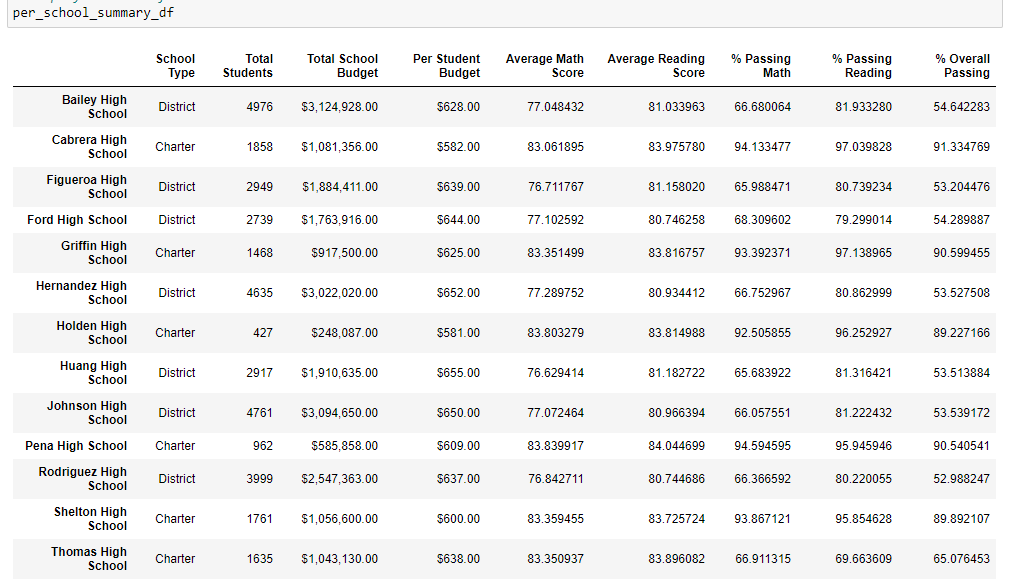 per_school_summary_df
School Type Total Students Total School Budget Per Student Budget Average Math Score Average Reading Score % Passing Math % Passing Reading % Overall Passing
Bailey High School District 4976 $3,124,928.00 $628.00 77.048432 81.033963 66.680064 81.933280 54.642283
Cabrera High School Charter 1858 $1,081,356.00 $582.00 83.061895 83.975780 94.133477 97.039828 91.334769
Figueroa High School District 2949 $1,884,411.00 $639.00 76.711767 81.158020 65.988471 80.739234 53.204476
Ford High School District 2739 $1,763,916.00 $644.00 77.102592 80.746258 68.309602 79.299014 54.289887
Griffin High School Charter 1468 $917,500.00 $625.00 83.351499 83.816757 93.392371 97.138965 90.599455
Hernandez High School District 4635 $3,022,020.00 $652.00 77.289752 80.934412 66.752967 80.862999 53.527508
Holden High School Charter 427 $248,087.00 $581.00 83.803279 83.814988 92.505855 96.252927 89.227166
Huang High School District 2917 $1,910,635.00 $655.00 76.629414 81.182722 65.683922 81.316421 53.513884
Johnson High School District 4761 $3,094,650.00 $650.00 77.072464 80.966394 66.057551 81.222432 53.539172
Pena High School Charter 962 $585,858.00 $609.00 83.839917 84.044699 94.594595 95.945946 90.540541
Rodriguez High School District 3999 $2,547,363.00 $637.00 76.842711 80.744686 66.366592 80.220055 52.988247
Shelton High School Charter 1761 $1,056,600.00 $600.00 83.359455 83.725724 93.867121 95.854628 89.892107
Thomas High School Charter 1635 $1,043,130.00 $638.00 83.350937 83.896082 66.911315 69.663609 65.076453